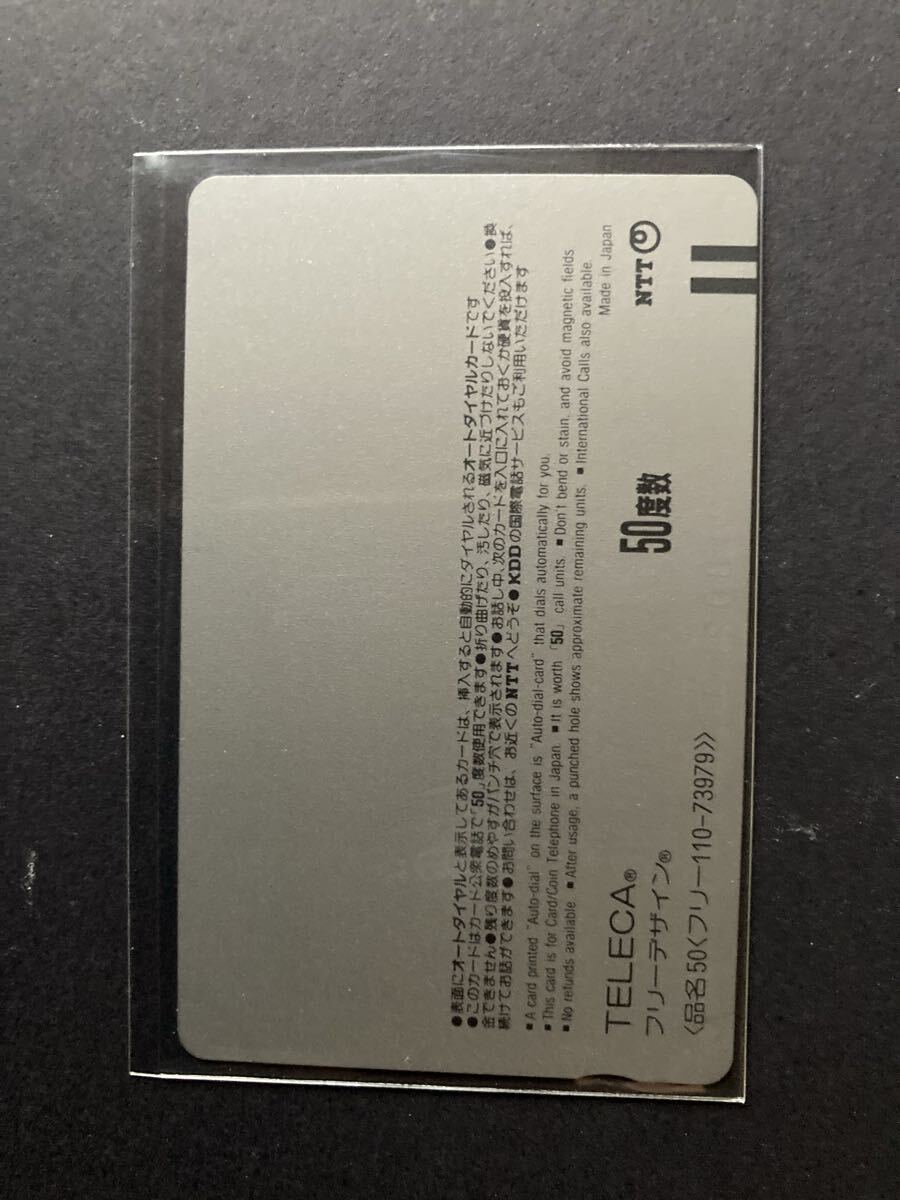 ●表面にオートダイヤルと表示してあるカードは、挿入すると自動的にダイヤルされるオートダイヤルカードです
●このカードはカード公衆電話で「50」度数使用できます●折り曲げたり、汚したり、磁気に近づけたりしないでください●換
金できません●残り度数のめやすがパンチ穴で表示されます●お話し中、次のカードを入口に入れておくか硬貨を投入すれば、
続けてお話ができます●お問い合わせは、お近くのNTTへどうぞ●KDDの国際電話サービスもご利用いただけます
▪A card printed "Auto-dial" on the surface is "Auto-dial-card" that dials automatically for you.
▪This card is for Card/Coin Telephone in Japan. ▪It is worth 「50」 call units. ▪Don't bend or stain, and avoid magnetic fields.
▪No refunds available. ▪After usage, a punched hole shows approximate remaining units. ▪International Calls also available.
Made in Japan
TELECA®
フリーデザイン®
50度数
NTT
〈品名50〈フリー110-73979〉〉